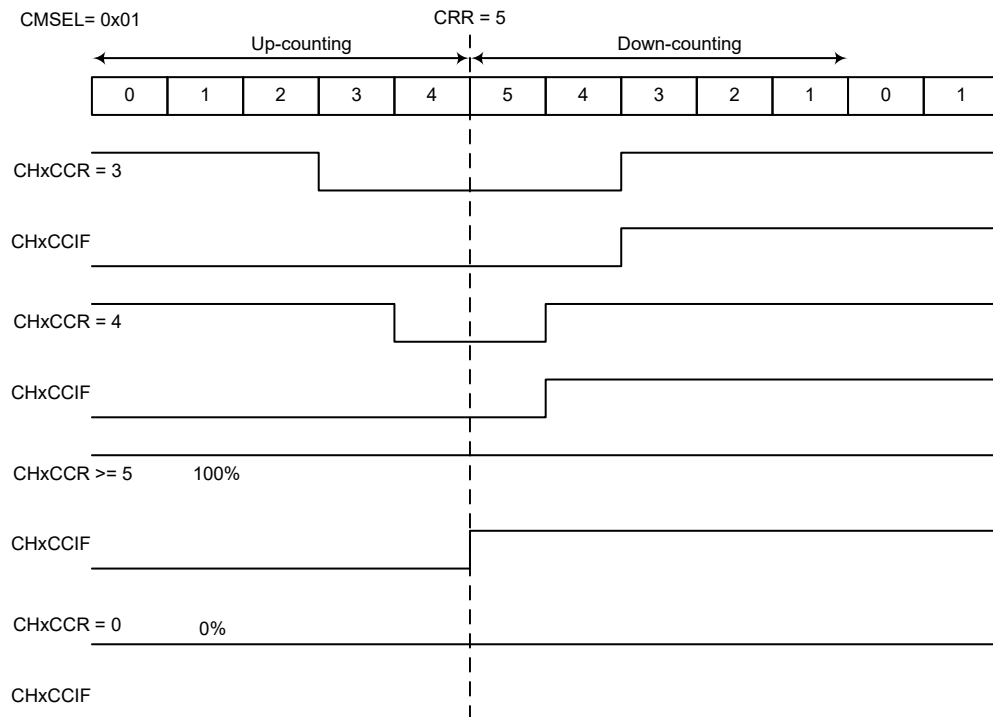 CMSEL= 0x01
CRR = 5
Up-counting
Down-counting
0 1 2 3 4 5 4 3 2 1 0 1
CHxCCR = 3
CHxCCIF
CHxCCR = 4
CHxCCIF
CHxCCR >= 5 100%
CHxCCIF
CHxCCR = 0 0%
CHxCCIF